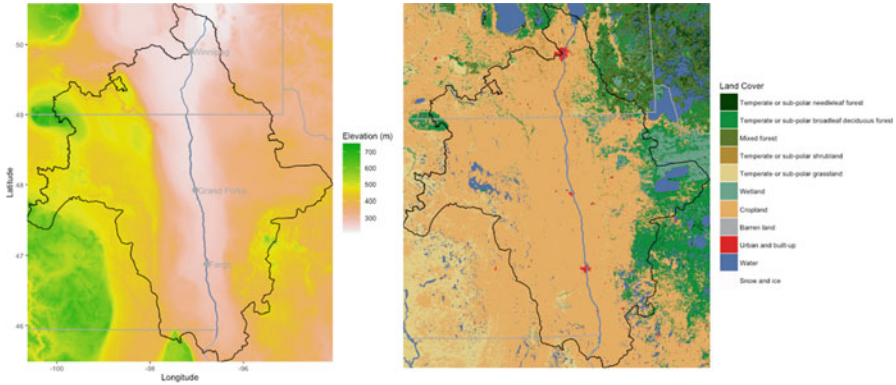 50
49
48
47
46
Latitude
-100
-98
-96
Longitude
Winnipeg
Grand Forks
Fargo
Elevation (m)
700
600
500
400
300
Land Cover
Temperate or sub-polar needleleaf forest
Temperate or sub-polar broadleaf deciduous forest
Mixed forest
Temperate or sub-polar shrubland
Temperate or sub-polar grassland
Wetland
Cropland
Barren land
Urban and built-up
Water
Snow and ice